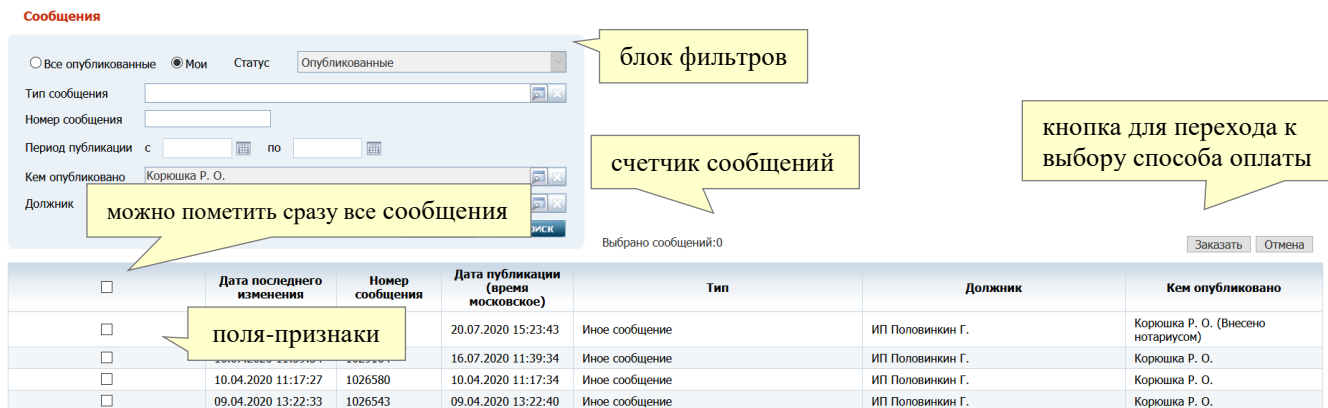 Сообщения
блок фильтров
Все опубликованные Мои Статус Опубликованные
Тип сообщения
Номер сообщения
Период публикации с по
кнопка для перехода к
выбору способа оплаты
счетчик сообщений
Кем опубликовано Корюшка Р. О.
Должник
можно пометить сразу все сообщения
Выбрано сообщений:0
Заказать Отмена
Дата последнего изменения Номер сообщения Дата публикации (время московское) Тип Должник Кем опубликовано
поля-признаки
20.07.2020 15:23:43 Иное сообщение ИП Половинкин Г. Корюшка Р. О. (Внесено нотариусом)
16.07.2020 11:39:34 Иное сообщение ИП Половинкин Г. Корюшка Р. О.
10.04.2020 11:17:27 1026580 10.04.2020 11:17:34 Иное сообщение ИП Половинкин Г. Корюшка Р. О.
09.04.2020 13:22:33 1026543 09.04.2020 13:22:40 Иное сообщение ИП Половинкин Г. Корюшка Р. О.